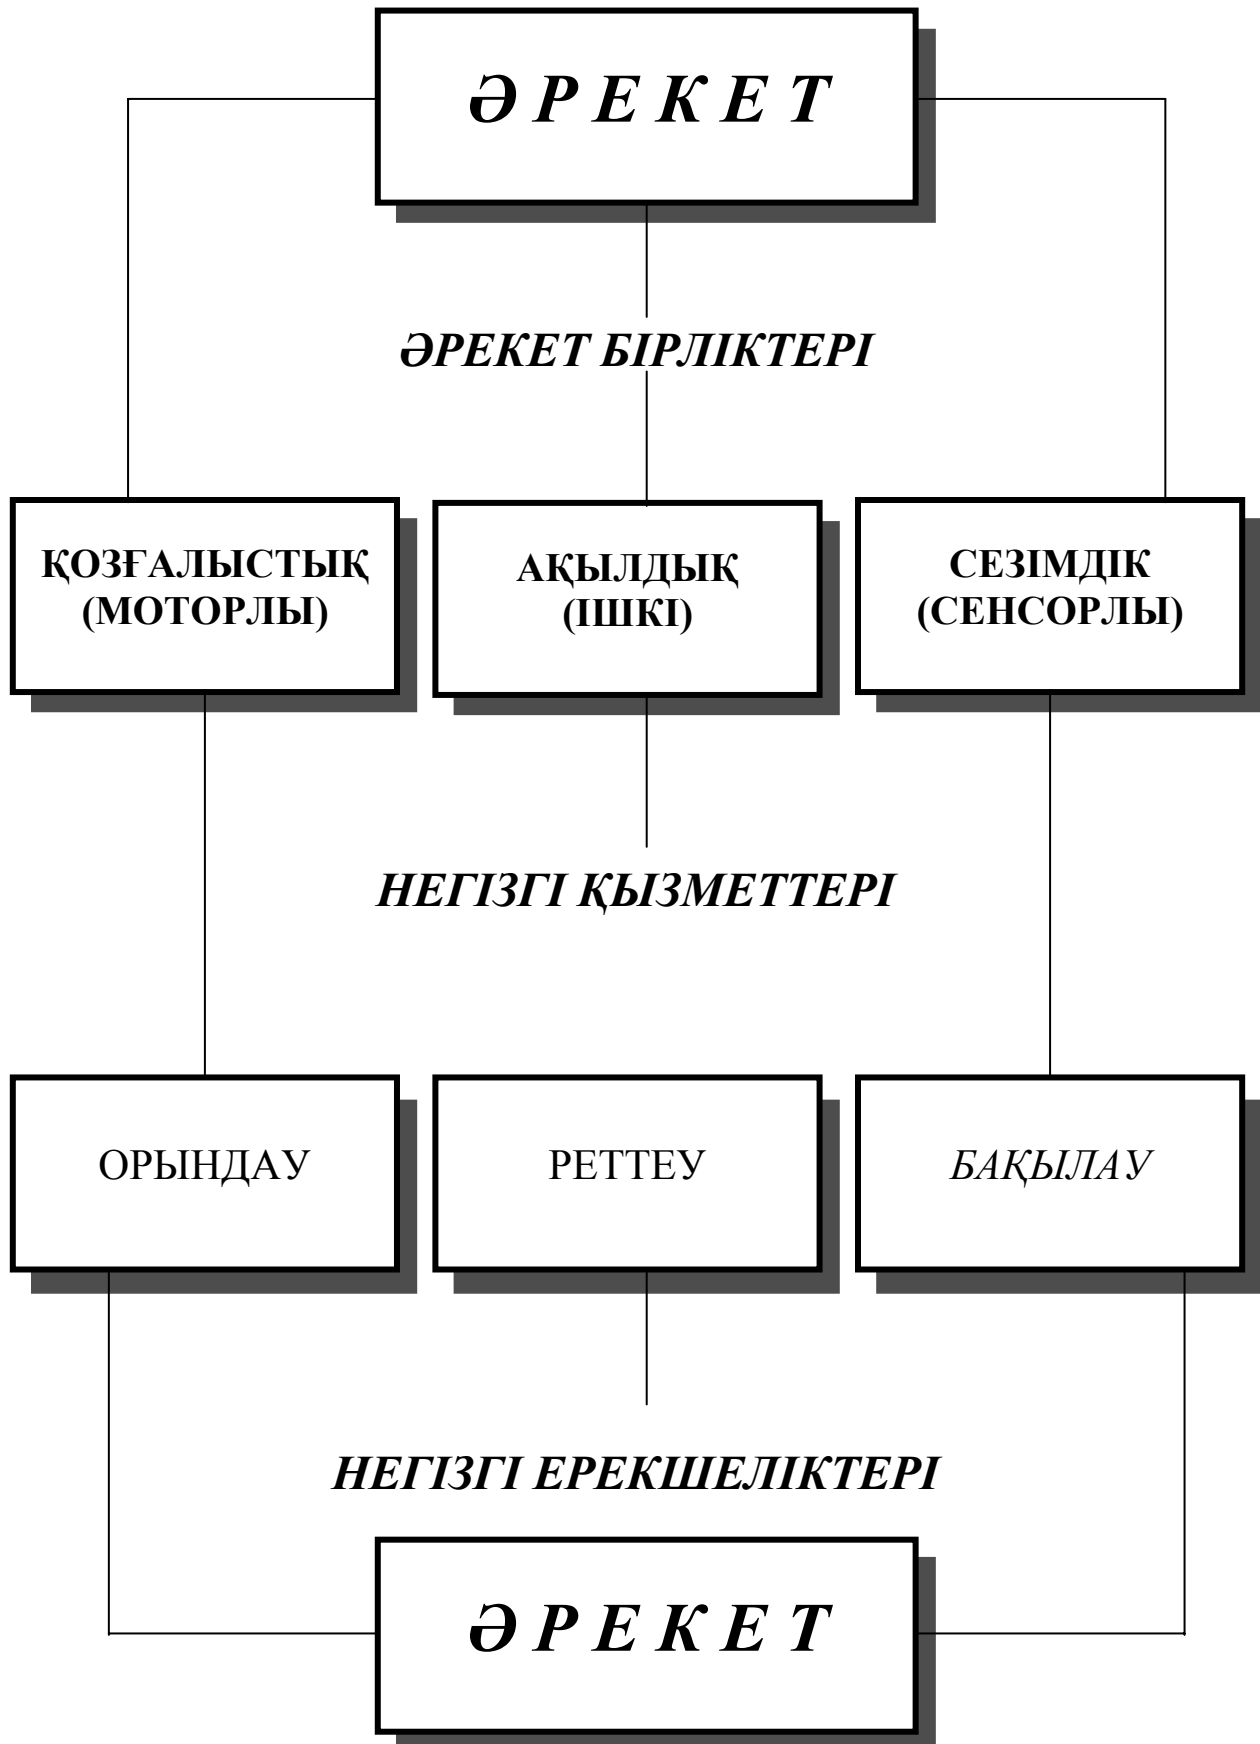 Ә Р Е К Е Т
ӘРЕКЕТ БІРЛІКТЕРІ
ҚОЗҒАЛЫСТЫҚ
(МОТОРЛЫ)
АҚЫЛДЫҚ
(ІШКІ)
СЕЗІМДІК
(СЕНСОРЛЫ)
НЕГІЗГІ ҚЫЗМЕТТЕРІ
ОРЫНДАУ
РЕТТЕУ
БАҚЫЛАУ
НЕГІЗГІ ЕРЕКШЕЛІКТЕРІ
Ә Р Е К Е Т